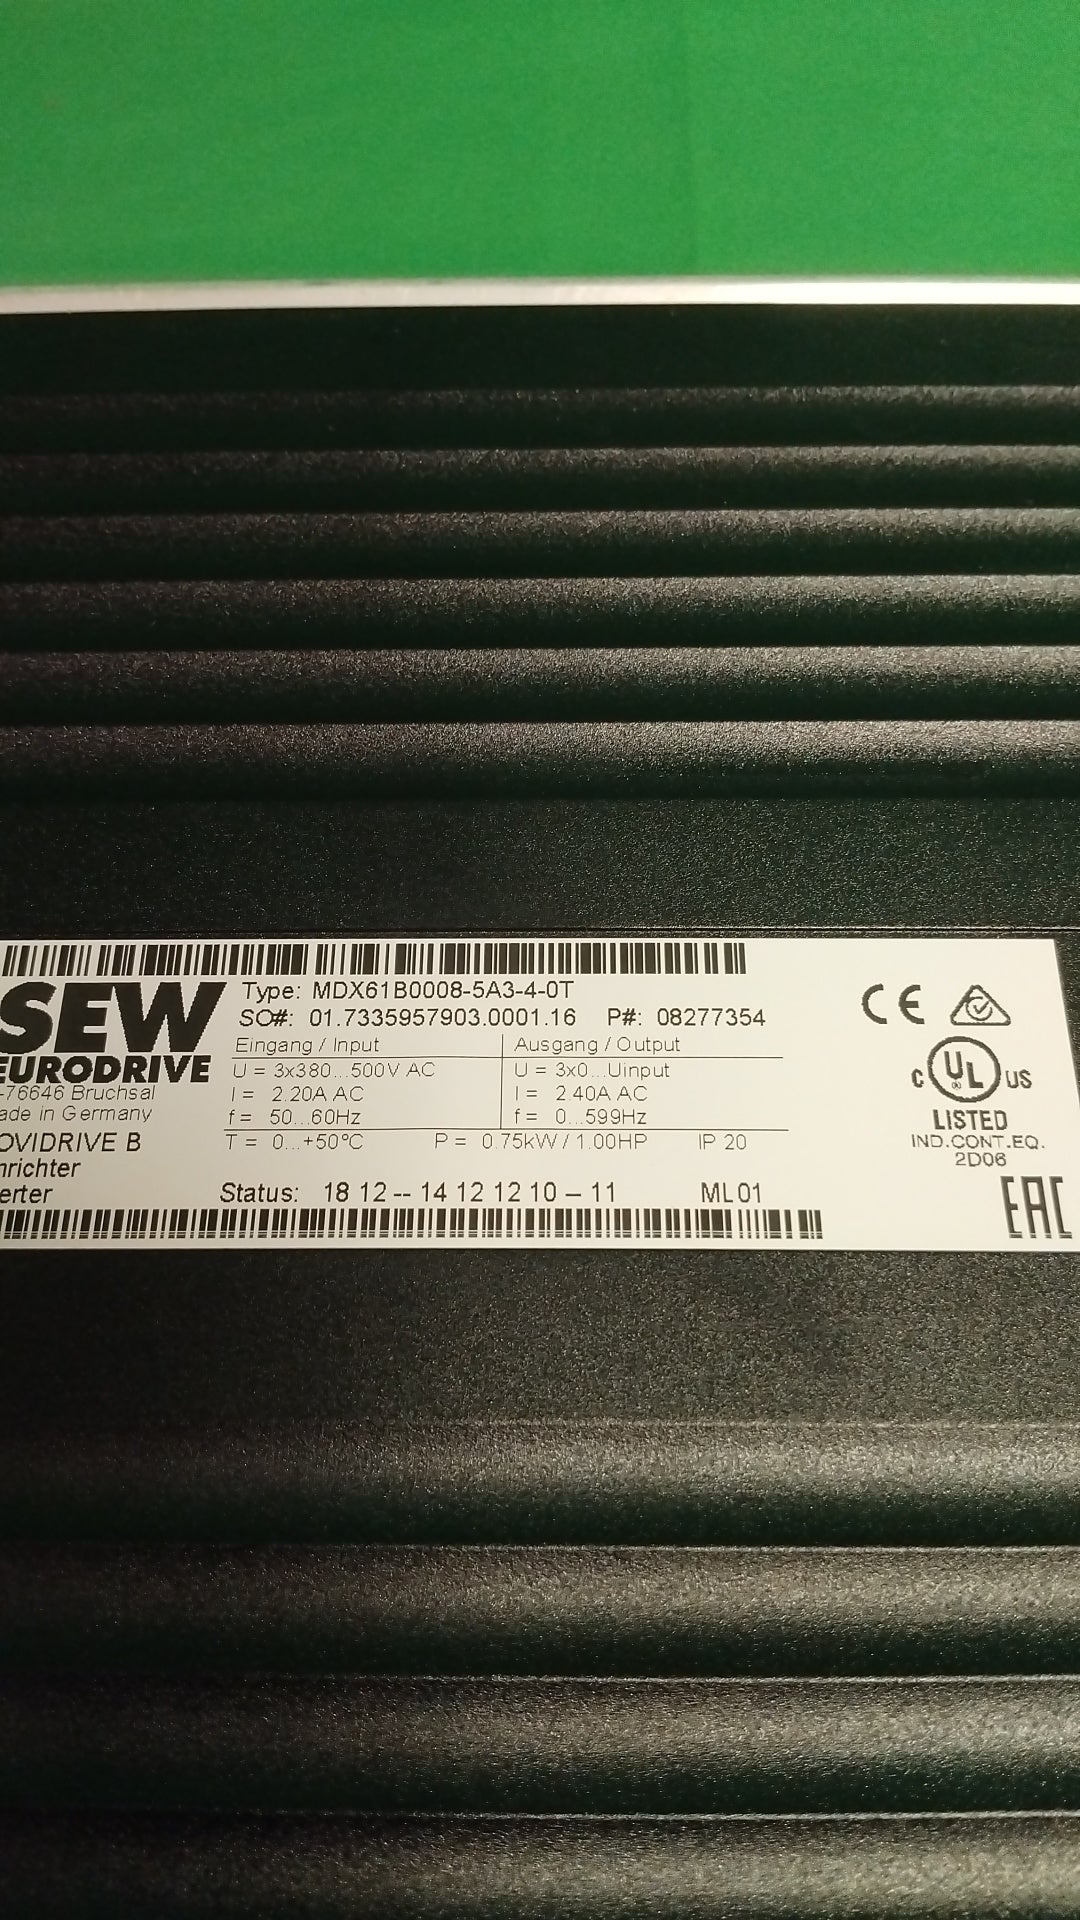 SEW
EURODRIVE
-76646 Bruchsal
ade in Germany
OVIDRIVE B
nrichter
erter
Type: MDX61B0008-5A3-4-0T
SO#: 01.7335957903.0001.16 P#: 08277354
Eingang / Input
U = 3x380...500V AC
I = 2.20A AC
f = 50...60Hz
Ausgang / Output
U = 3x0...Uinput
I = 2.40A AC
f = 0...599Hz
T = 0...+50°C P = 0.75kW / 1.00HP IP 20
Status: 18 12 -- 14 12 12 10 – 11 ML 01
CE
C UL ® US
LISTED
IND.CONT.EQ.
2D06
EAC